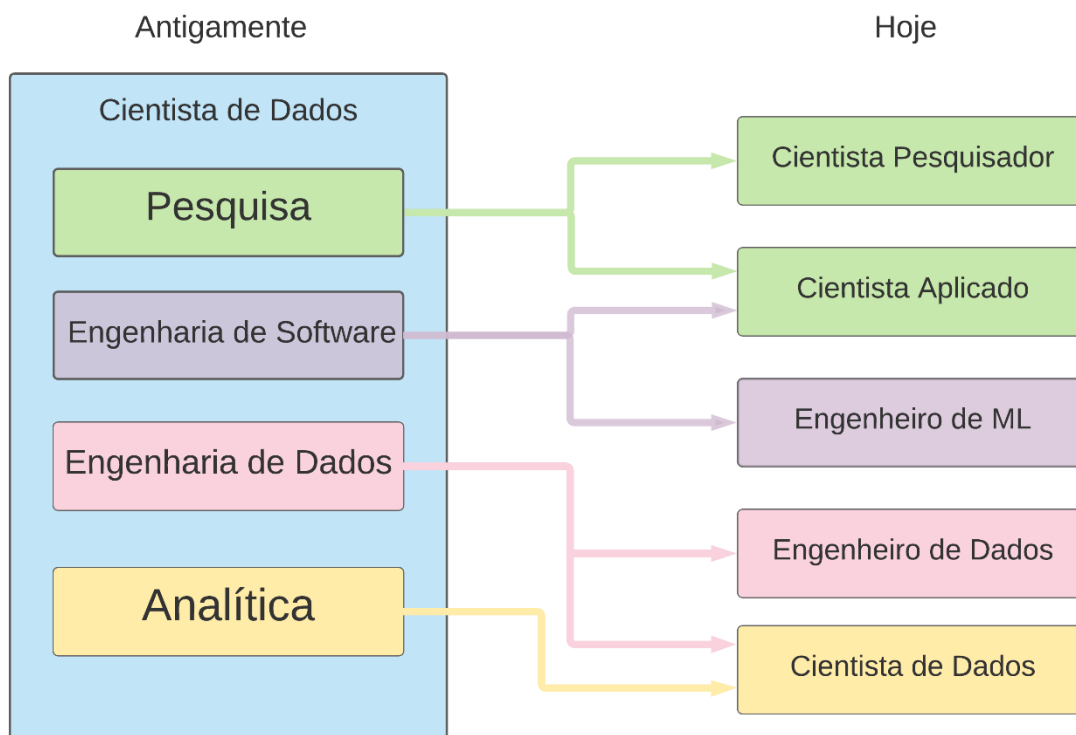 Antigamente
Hoje
Cientista de Dados
Pesquisa
Engenharia de Software
Engenharia de Dados
Analítica
Cientista Pesquisador
Cientista Aplicado
Engenheiro de ML
Engenheiro de Dados
Cientista de Dados